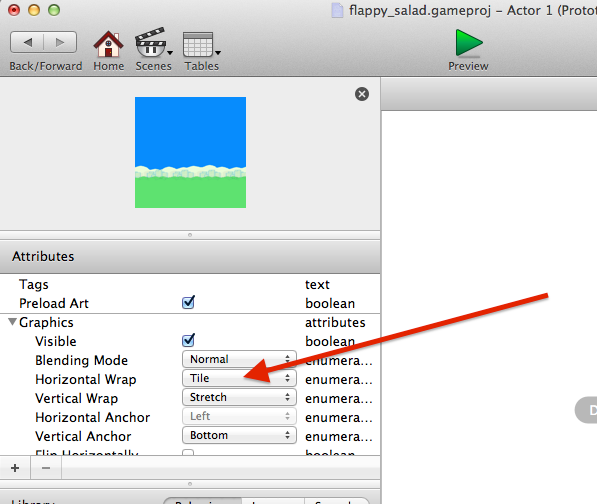 flappy_salad.gameproj – Actor 1 (Proto
Back/Forward Home Scenes Tables Preview
Attributes
Tags text
Preload Art boolean
Graphics attributes
Visible boolean
Blending Mode Normal enumera...
Horizontal Wrap Tile enumera...
Vertical Wrap Stretch enumera...
Horizontal Anchor Left enumera...
Vertical Anchor Bottom enumera...
Flip Horizontally boolean
D
Library